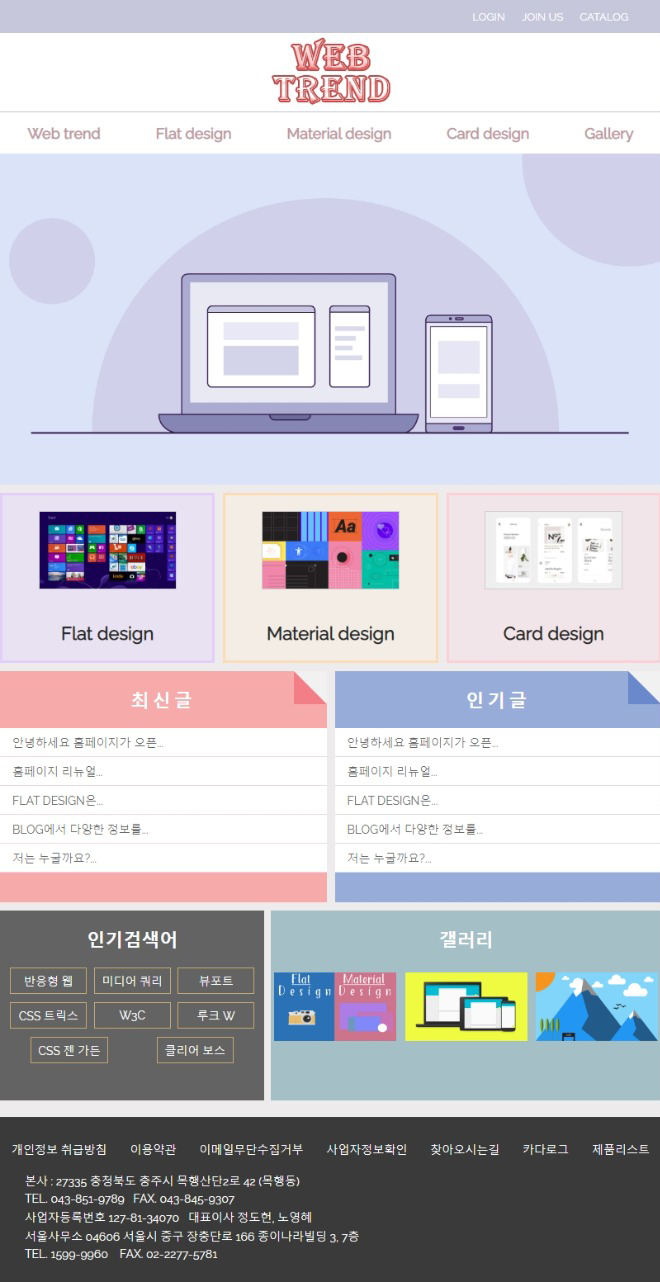 LOGIN JOIN US CATALOG
WEB
TREND
Web trend Flat design Material design Card design Gallery
Aa
Flat design Material design Card design
최 신 글 인 기 글
안녕하세요 홈페이지가 오픈... 안녕하세요 홈페이지가 오픈...
홈페이지 리뉴얼... 홈페이지 리뉴얼...
FLAT DESIGN은... FLAT DESIGN은...
BLOG에서 다양한 정보를... BLOG에서 다양한 정보를...
저는 누굴까요?... 저는 누굴까요?...
인기검색어 갤러리
반응형 웹 미디어 쿼리 뷰포트
Flat Material
Design Design
CSS 트릭스 W3C 루크 W
CSS 젠 가든 클리어 보스
개인정보 취급방침 이용약관 이메일무단수집거부 사업자정보확인 찾아오시는길 카다로그 제품리스트
본사 : 27335 충청북도 충주시 목행산단2로 42 (목행동)
TEL. 043-851-9789 FAX. 043-845-9307
사업자등록번호 127-81-34070 대표이사 정도헌, 노영혜
서울사무소 04606 서울시 중구 장충단로 166 종이나라빌딩 3, 7층
TEL. 1599-9960 FAX. 02-2277-5781